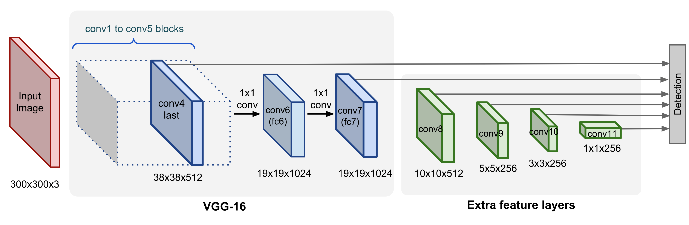 conv1 to conv5 blocks
Input
Image
300x300x3
conv4
last
38x38x512
1x1
conv
conv6
(fc6)
19x19x1024
1x1
conv
conv7
(fc7)
19x19x1024
VGG-16
conv8
10x10x512
conv9
5x5x256
conv10
3x3x256
conv11
1x1x256
Extra feature layers
Detection